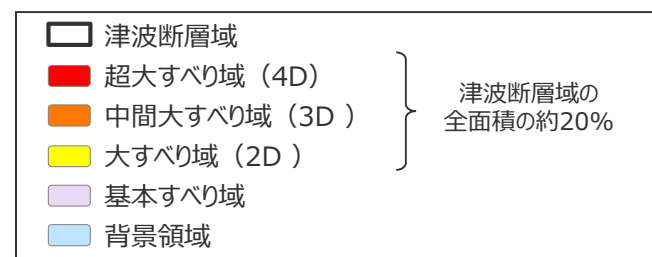 津波断層域
超大すべり域（4D）
中間大すべり域（3D ）
大すべり域（2D ）
基本すべり域
背景領域
津波断層域の
全面積の約20%